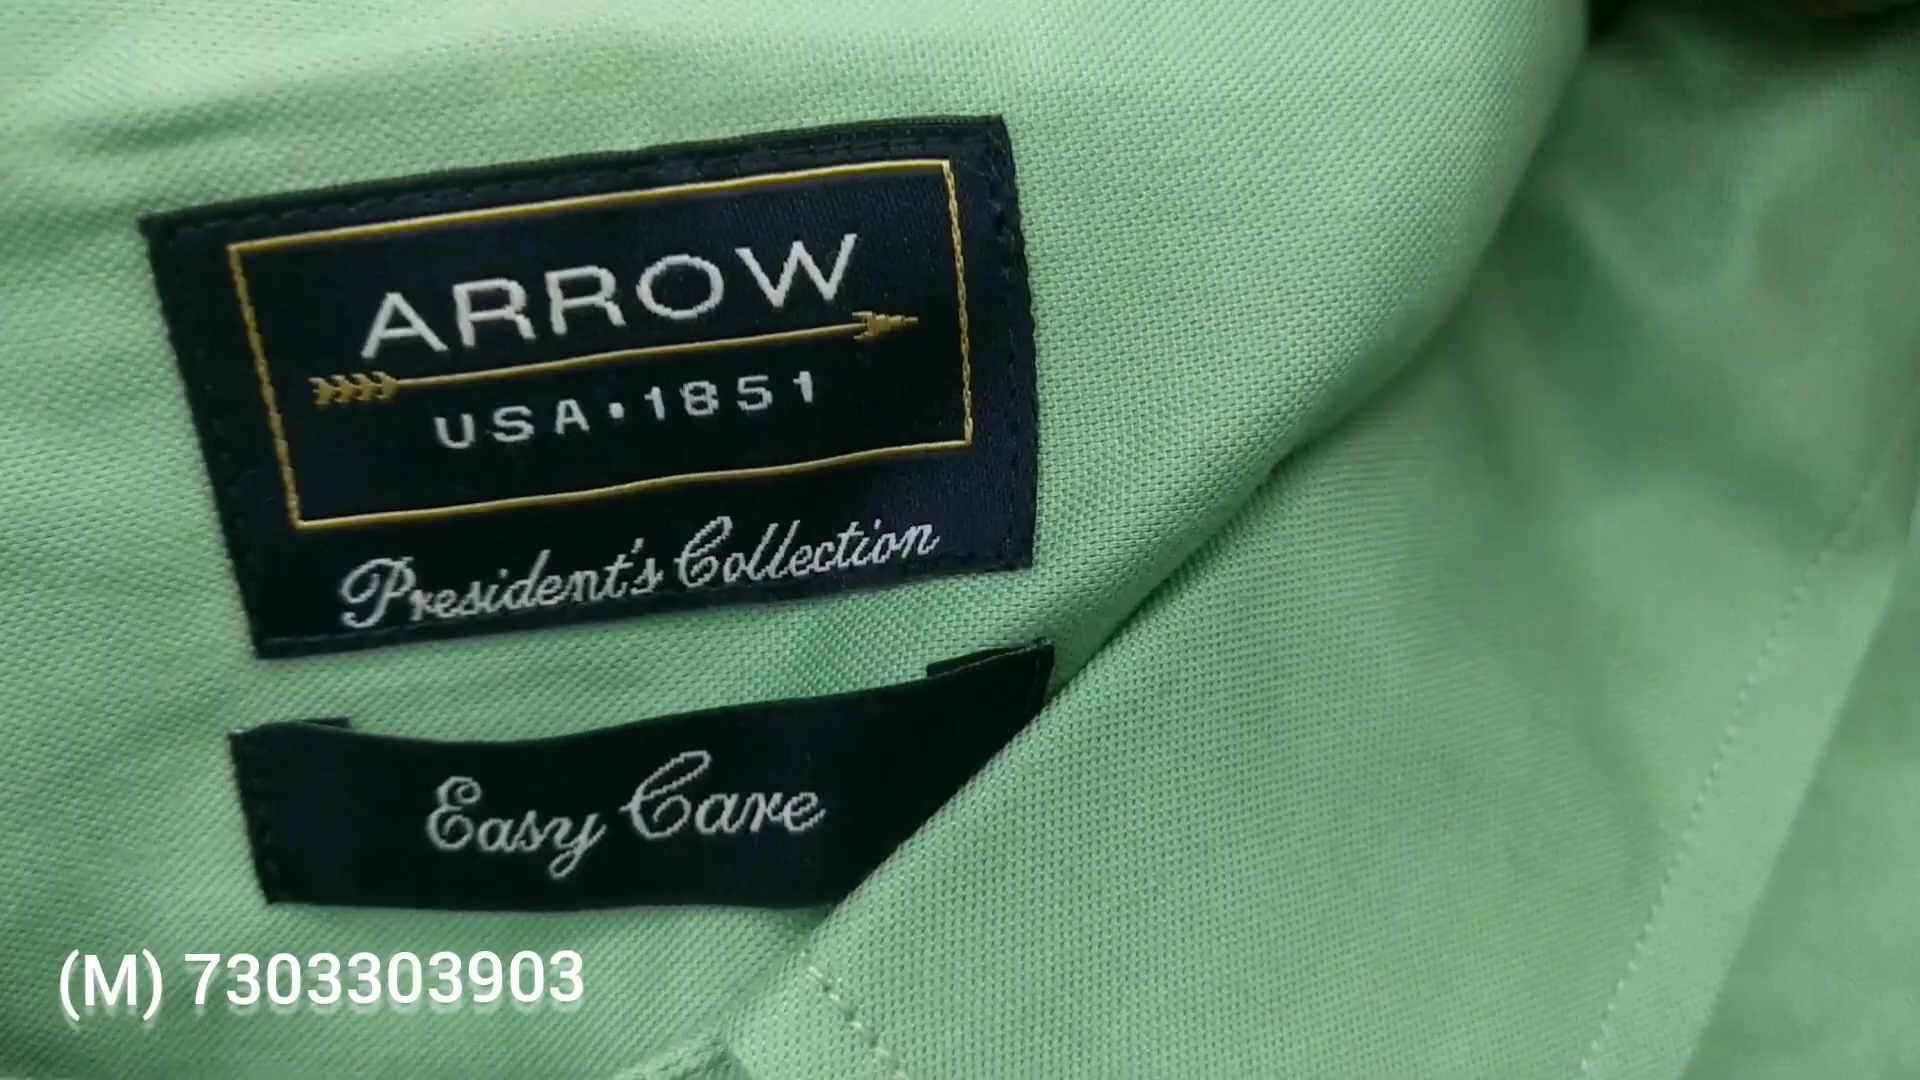 ARROW
USA•1851
President's Collection
Easy Care
(M) 7303303903